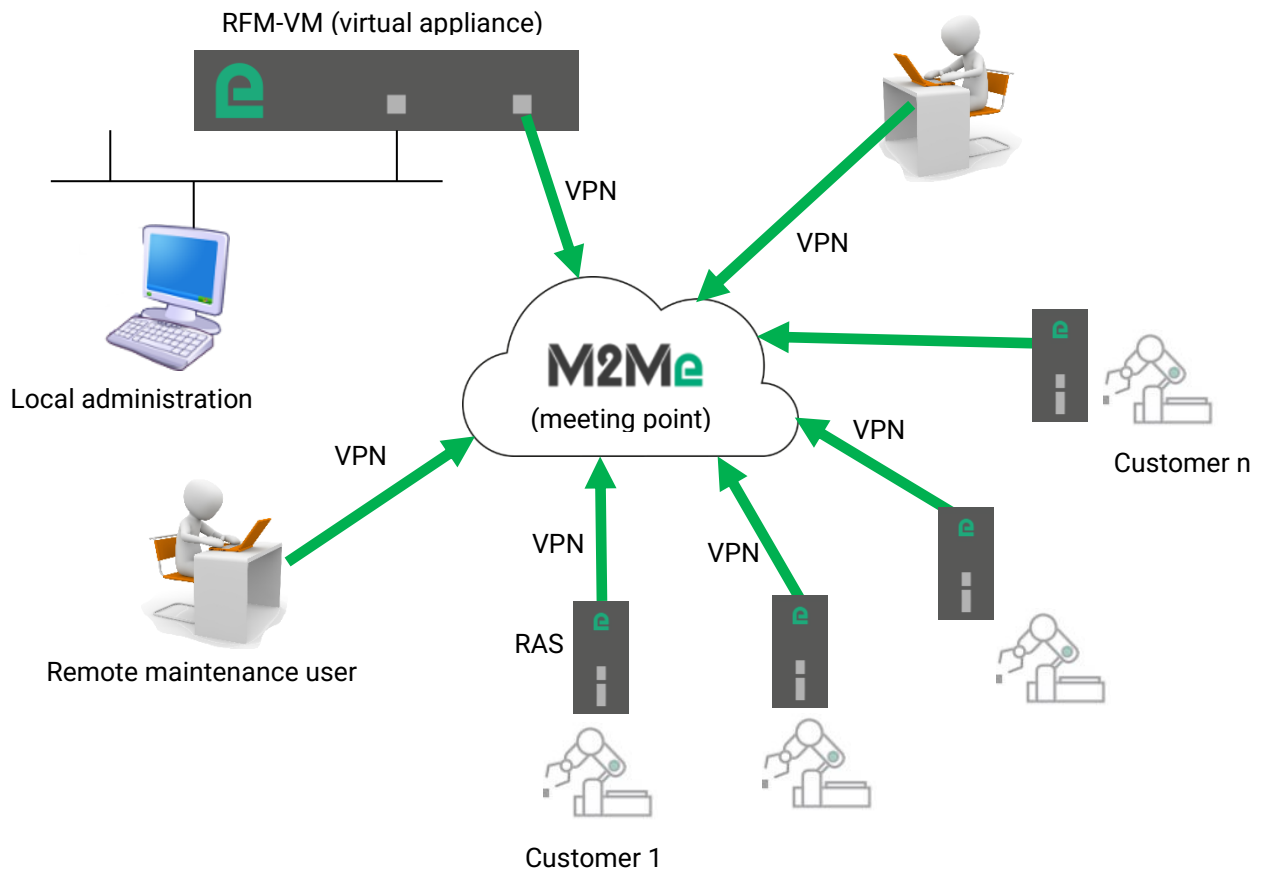 RFM-VM (virtual appliance)
VPN
VPN
Local administration
M2Me
(meeting point)
VPN
VPN
Customer n
VPN
VPN
RAS
Remote maintenance user
Customer 1